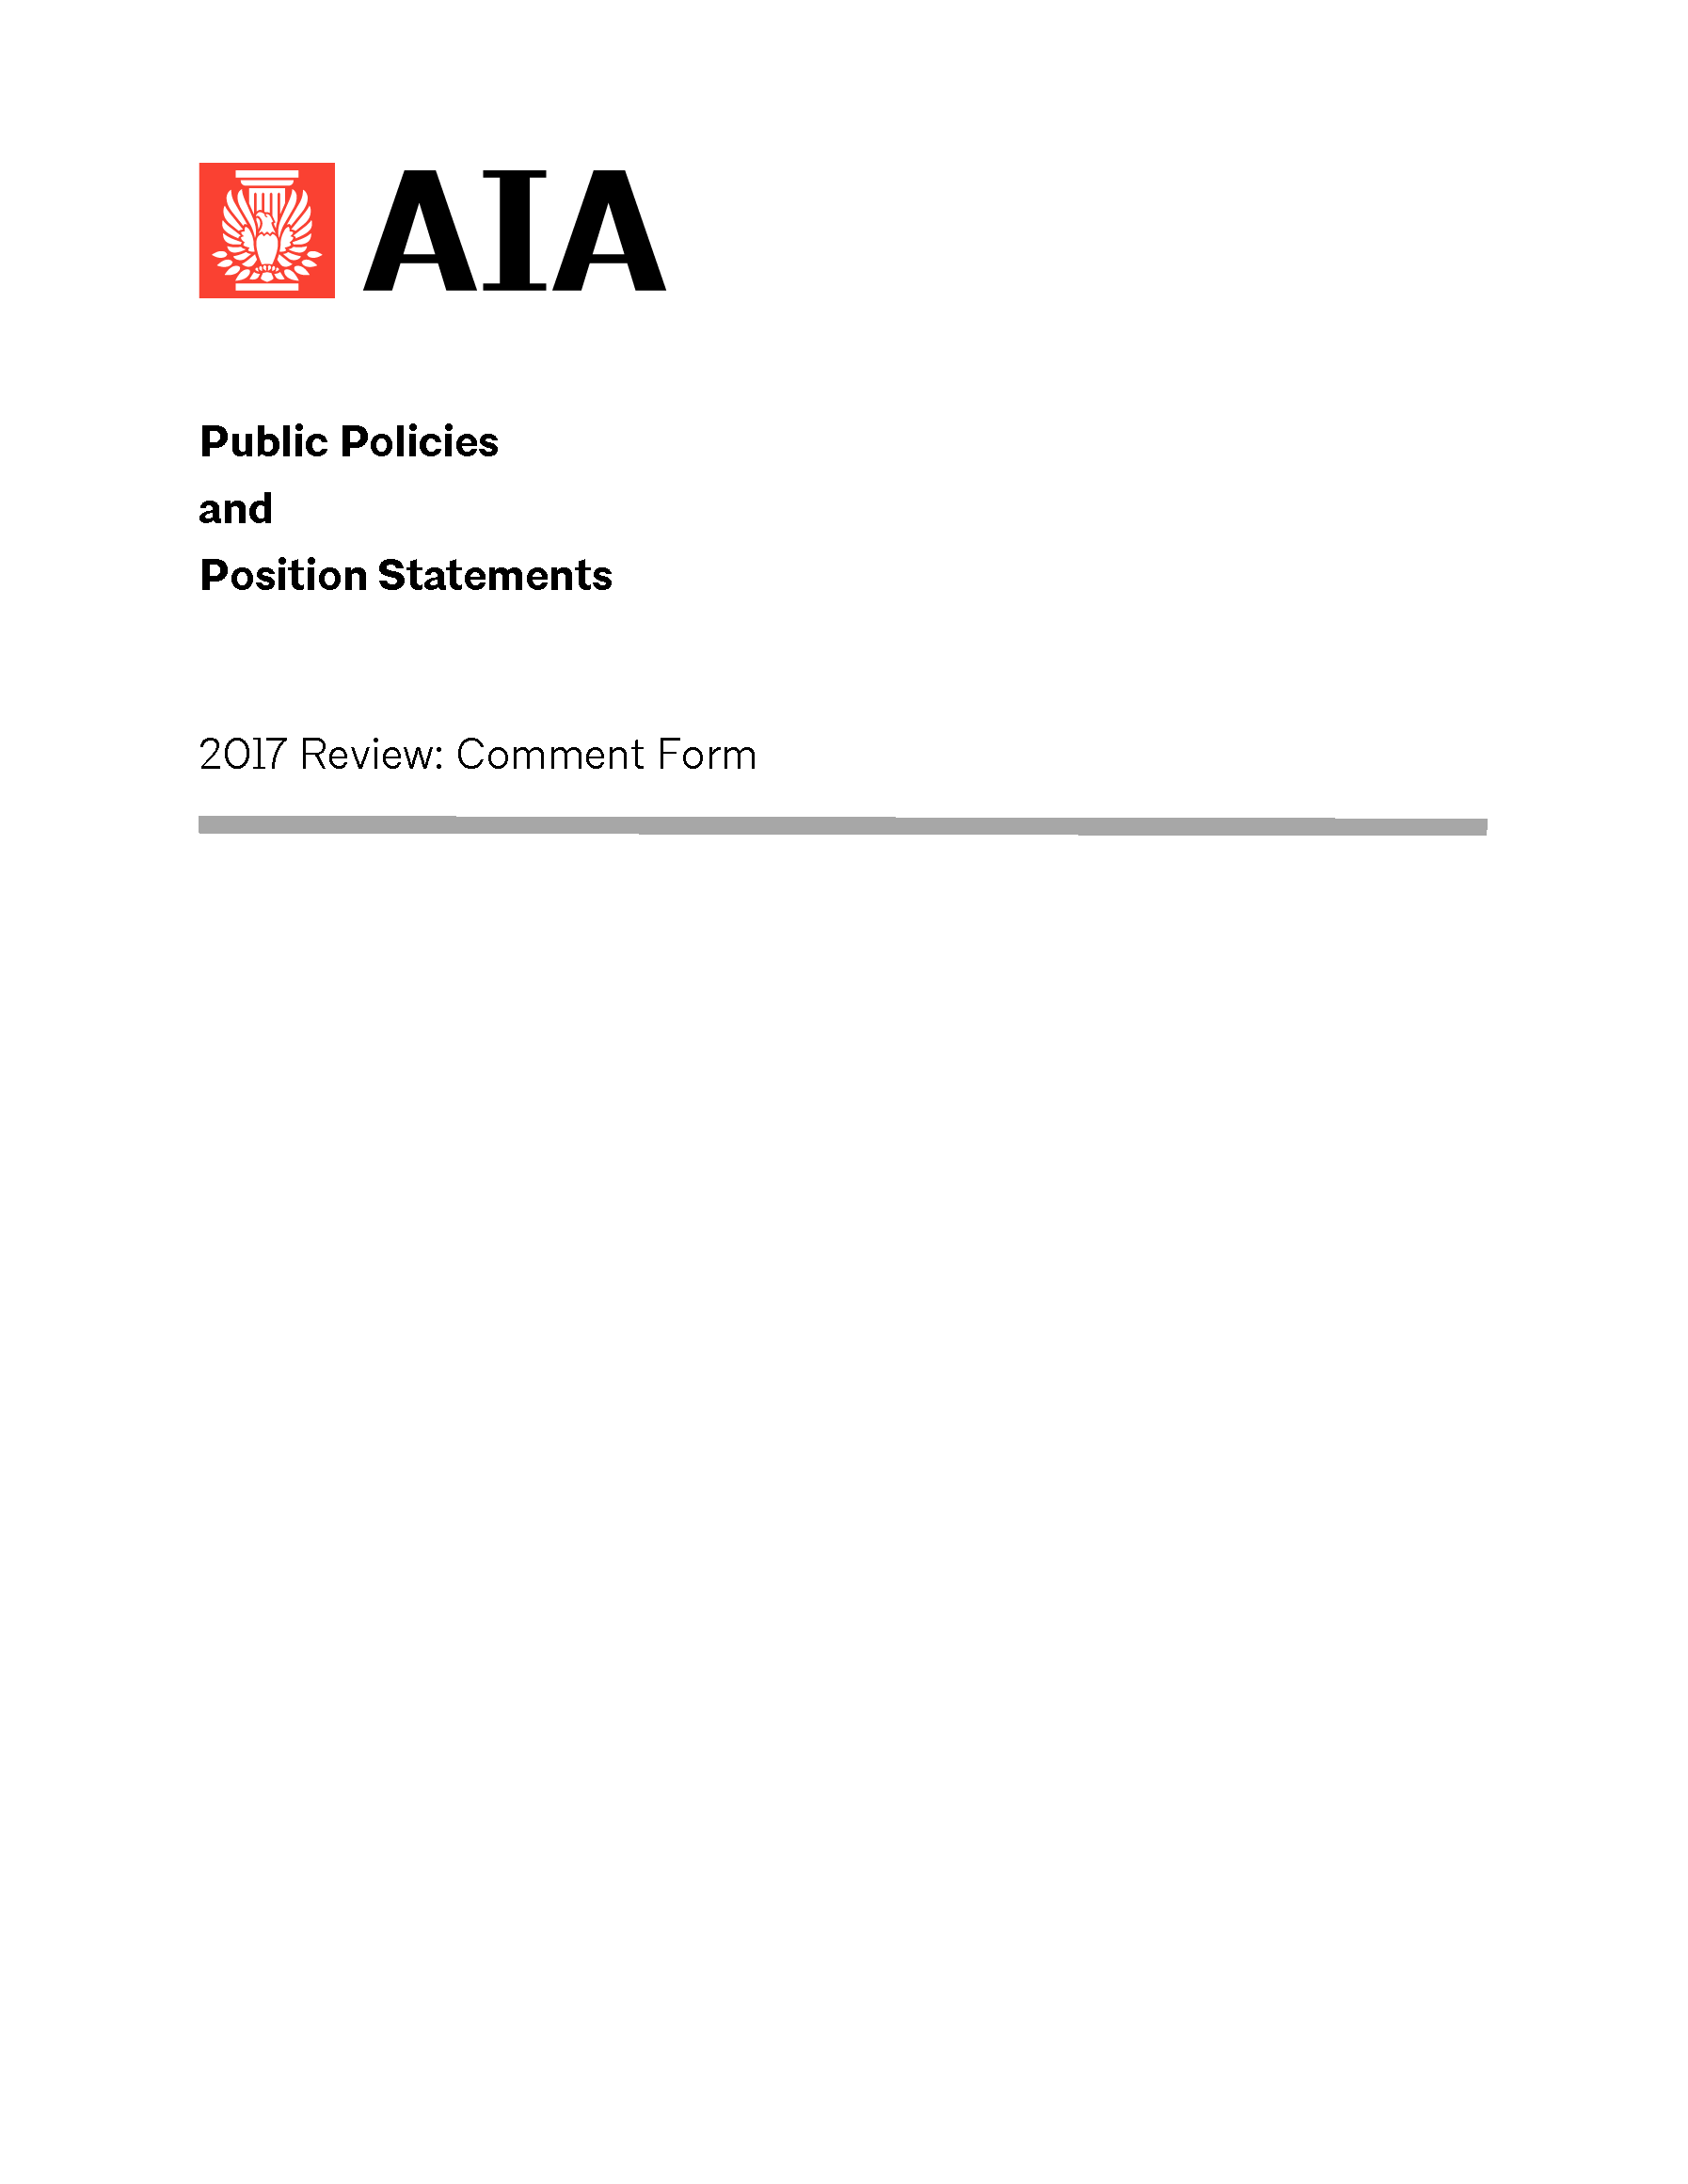 AIA
Public Policies
and
Position Statements
2017 Review: Comment Form